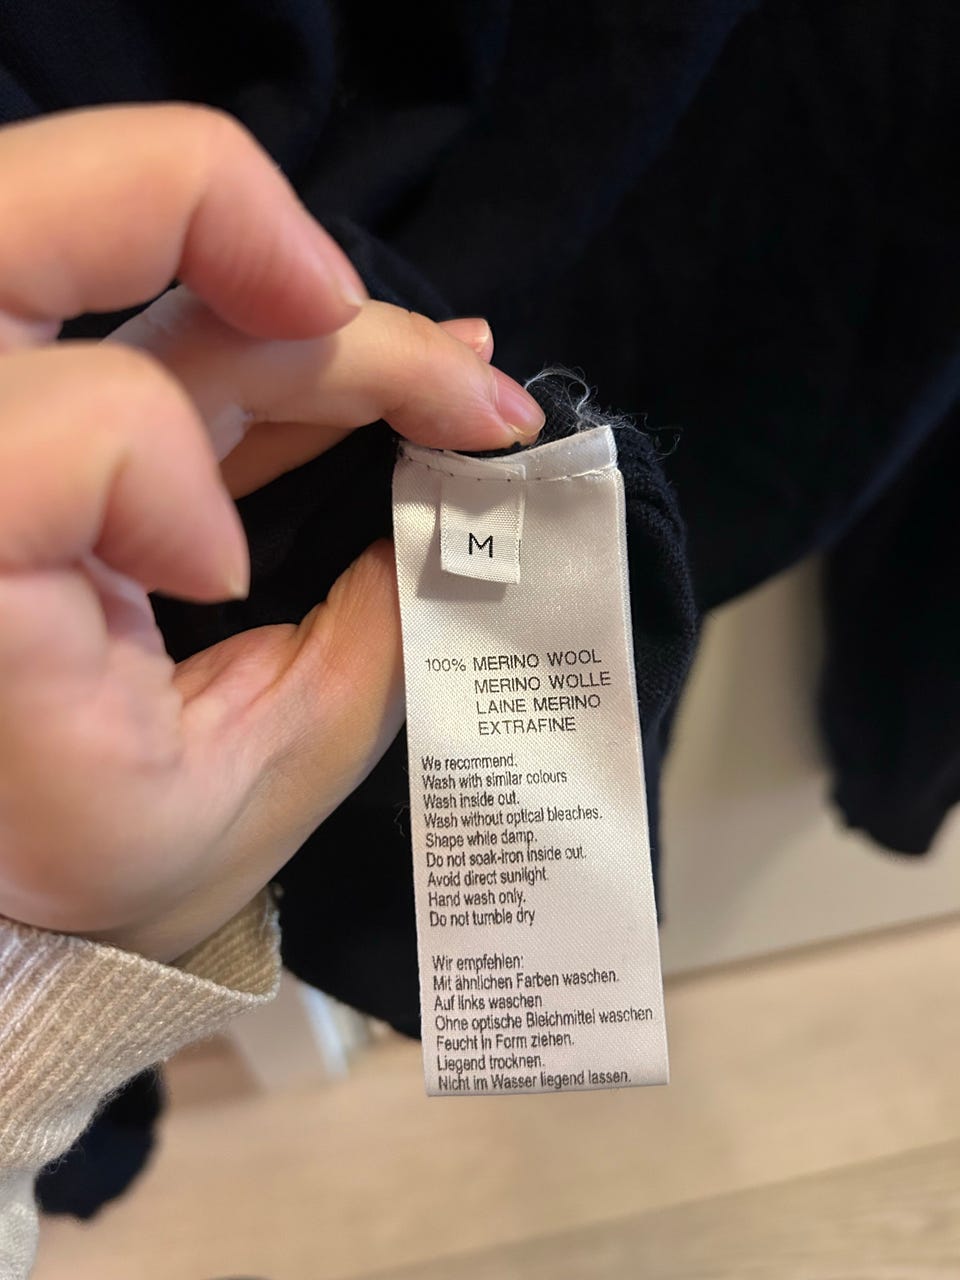 M
100% MERINO WOOL
MERINO WOLLE
LAINE MERINO
EXTRAFINE
We recommend.
Wash with similar colours
Wash inside out.
Wash without optical bleaches.
Shape while damp.
Do not soak-iron inside out.
Avoid direct sunlight.
Hand wash only.
Do not tumble dry
Wir empfehlen:
Mit ähnlichen Farben waschen.
Auf links waschen
Ohne optische Bleichmittel waschen
Feucht in Form ziehen.
Liegend trocknen.
Nicht im Wasser liegend lassen.